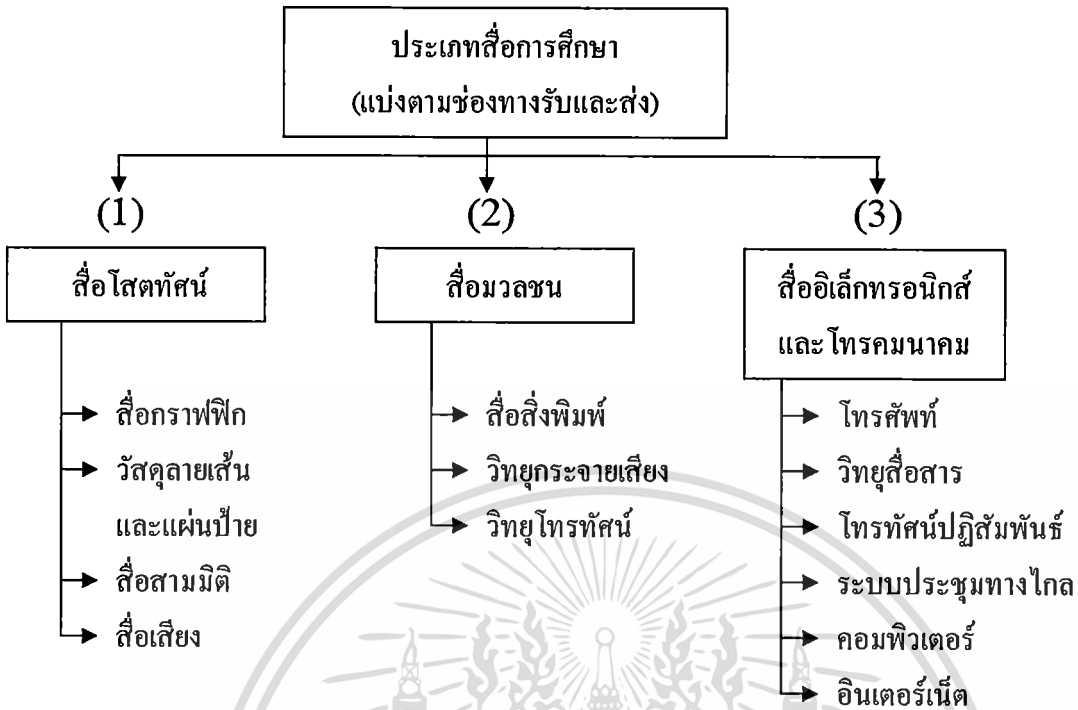 ประเภทสื่อการศึกษา
(แบ่งตามช่องทางรับและส่ง)
(1)
สื่อโสตทัศน์
สื่อกราฟฟิก
วัสดุลายเส้น
และแผ่นป้าย
สื่อสามมิติ
สื่อเสียง
(2)
สื่อมวลชน
สื่อสิ่งพิมพ์
วิทยุกระจายเสียง
วิทยุโทรทัศน์
(3)
สื่ออิเล็กทรอนิกส์
และโทรคมนาคม
โทรศัพท์
วิทยุสื่อสาร
โทรทัศน์ปฏิสัมพันธ์
ระบบประชุมทางไกล
คอมพิวเตอร์
อินเตอร์เน็ต